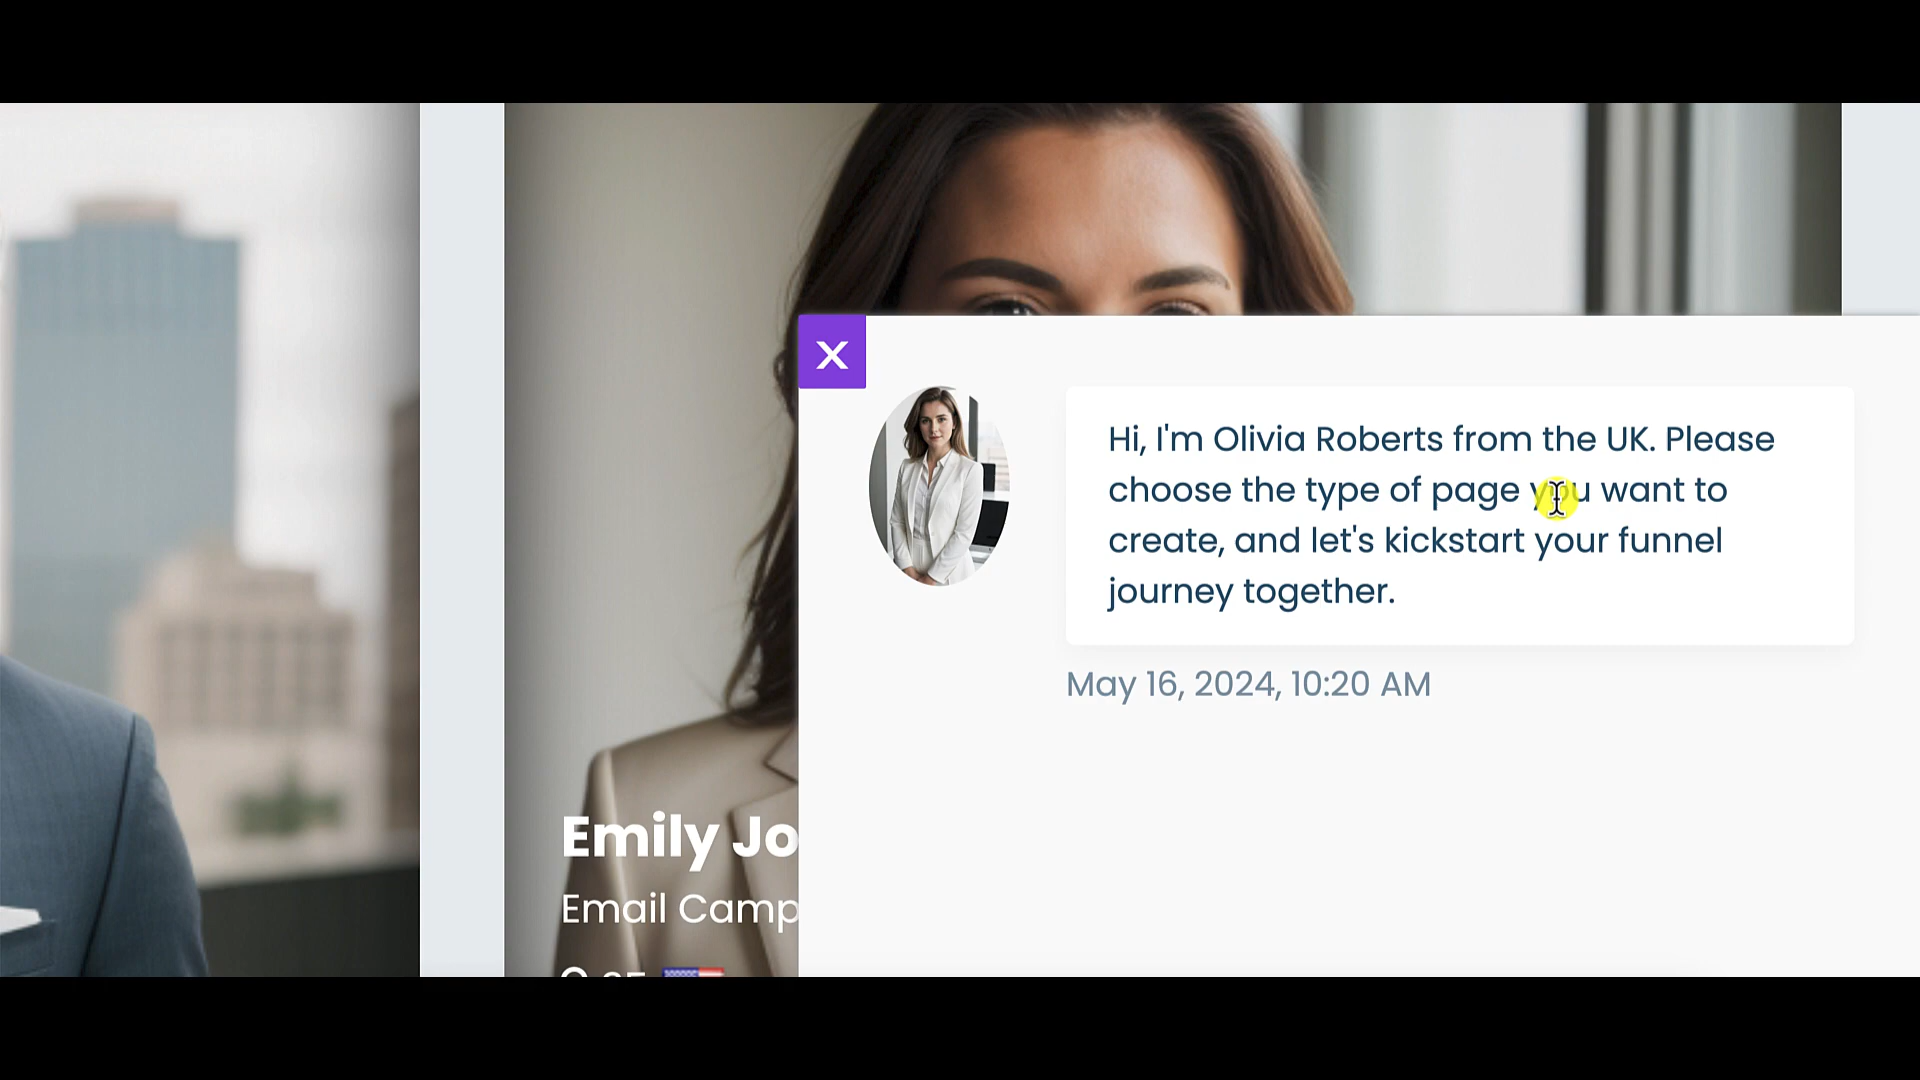 X
Hi, I'm Olivia Roberts from the UK. Please
choose the type of page you want to
create, and let's kickstart your funnel
journey together.
May 16, 2024, 10:20 AM
Emily Jo
Email Camp